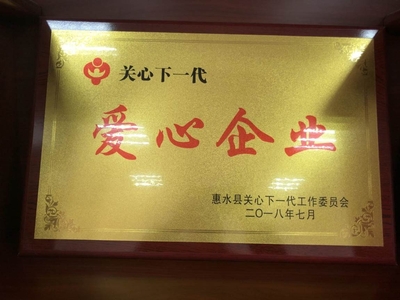 关心下一代
爱心企业
惠水县关心下一代工作委员会
二〇一八年七月